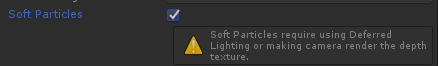 Soft Particles
Soft Particles require using Deferred
Lighting or making camera render the depth
texture.